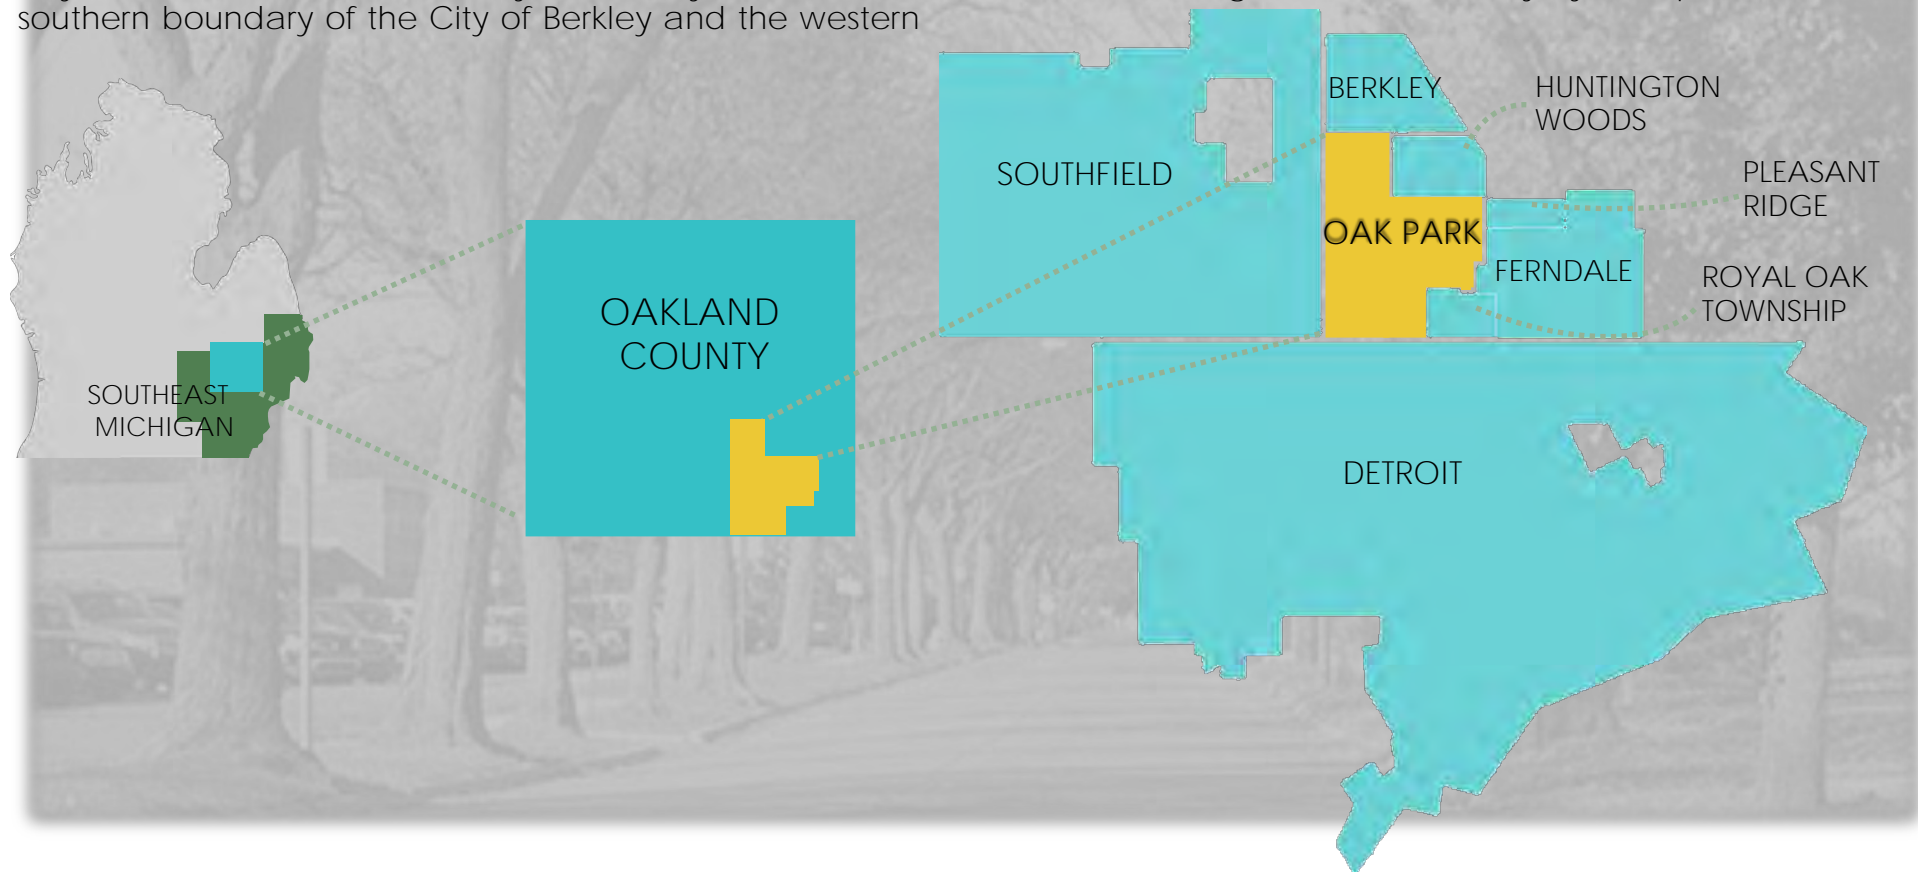 southern boundary of the City of Berkley and the western
BERKLEY
HUNTINGTON
WOODS
SOUTHFIELD
PLEASANT
RIDGE
OAK PARK
FERNDALE
ROYAL OAK
TOWNSHIP
OAKLAND
COUNTY
SOUTHEAST
MICHIGAN
DETROIT